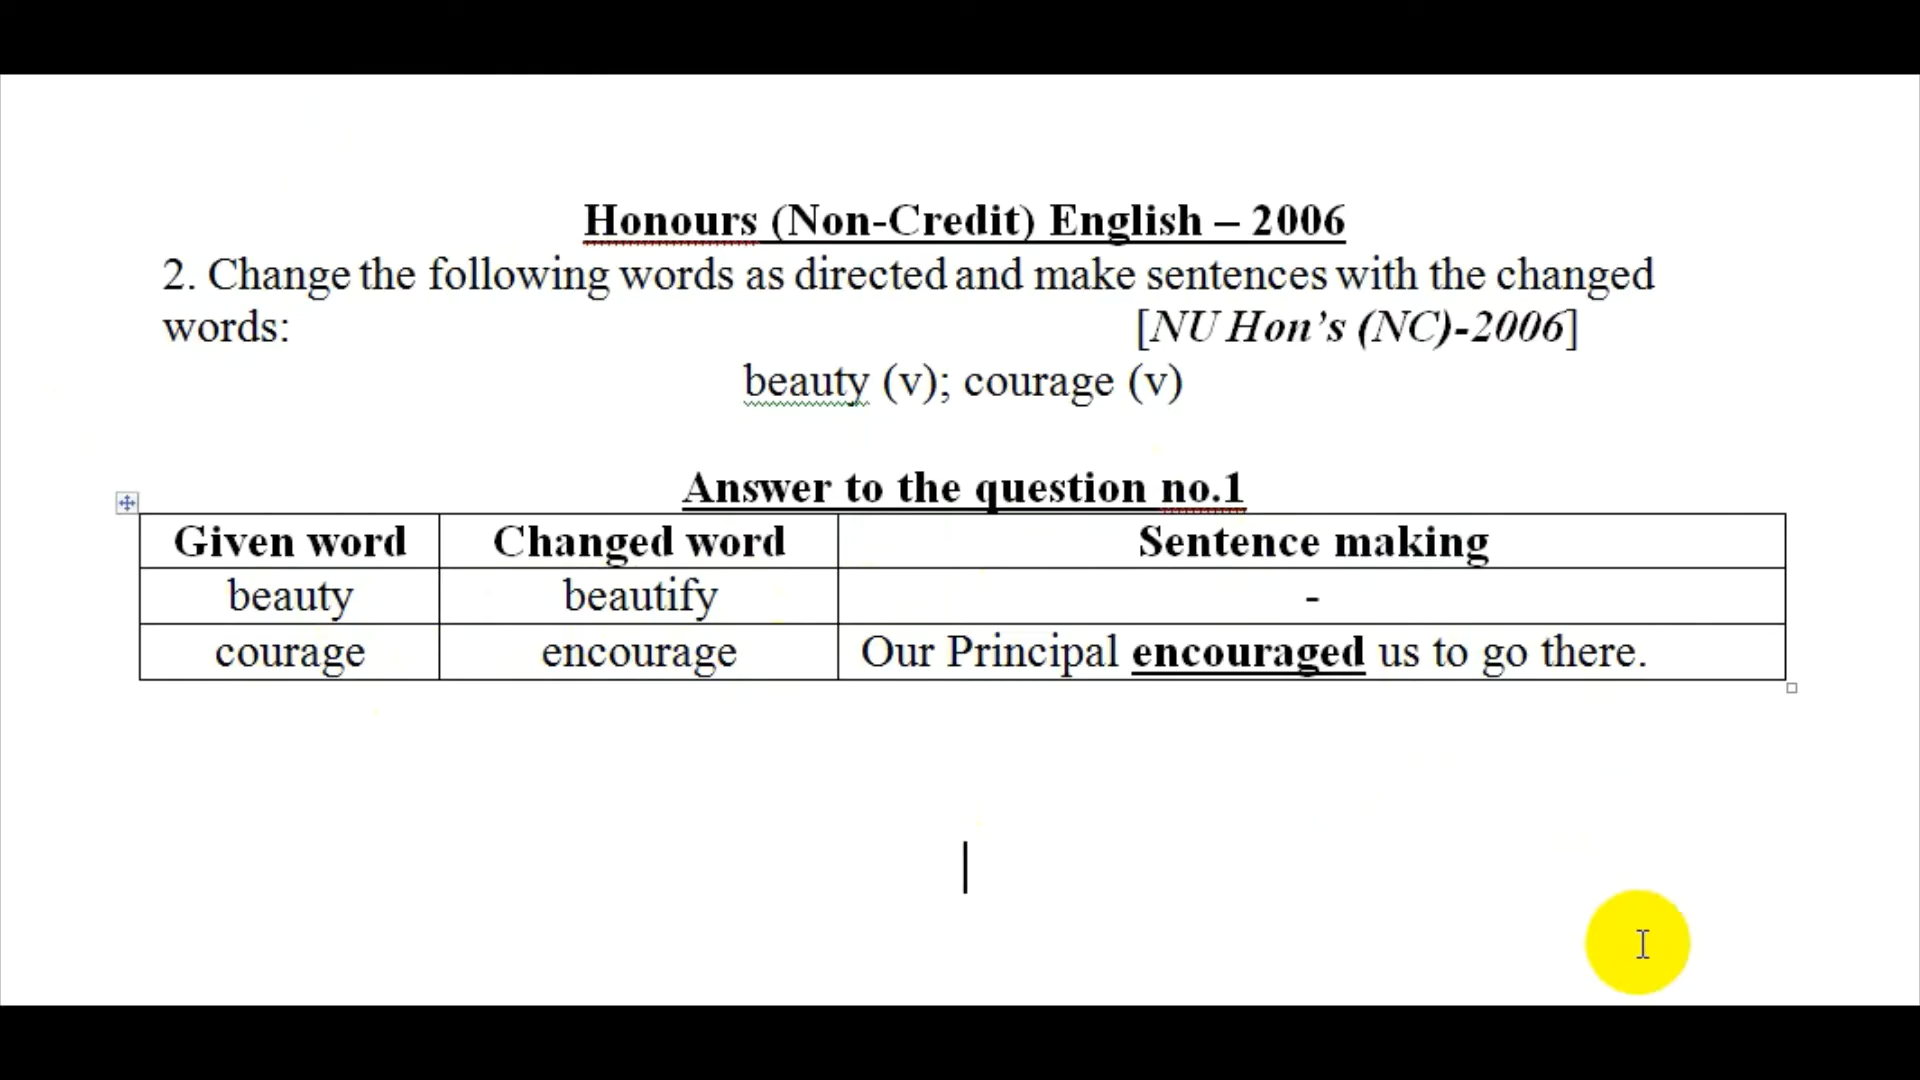 Honours (Non-Credit) English – 2006
2. Change the following words as directed and make sentences with the changed
words: [NU Hon’s (NC)-2006]
beauty (v); courage (v)
Answer to the question no.1
Given word Changed word Sentence making
beauty beautify -
courage encourage Our Principal encouraged us to go there.